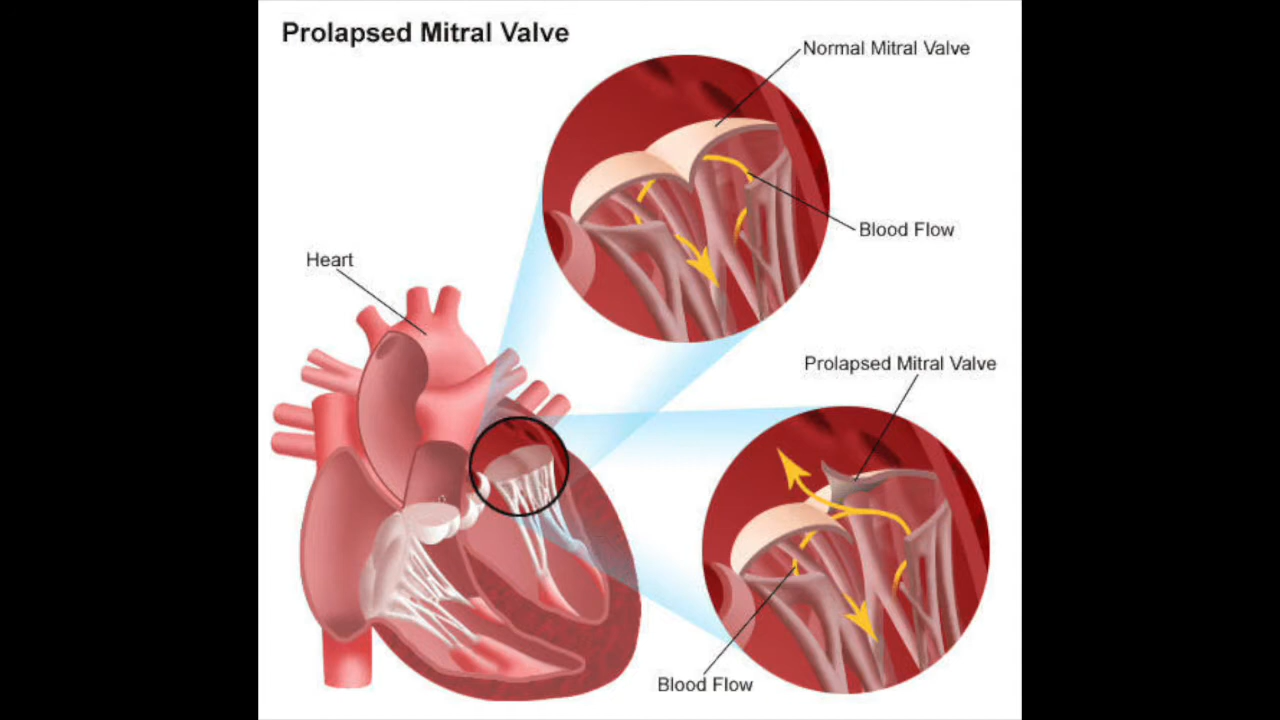 Prolapsed Mitral Valve
Normal Mitral Valve
Blood Flow
Heart
Prolapsed Mitral Valve
Blood Flow